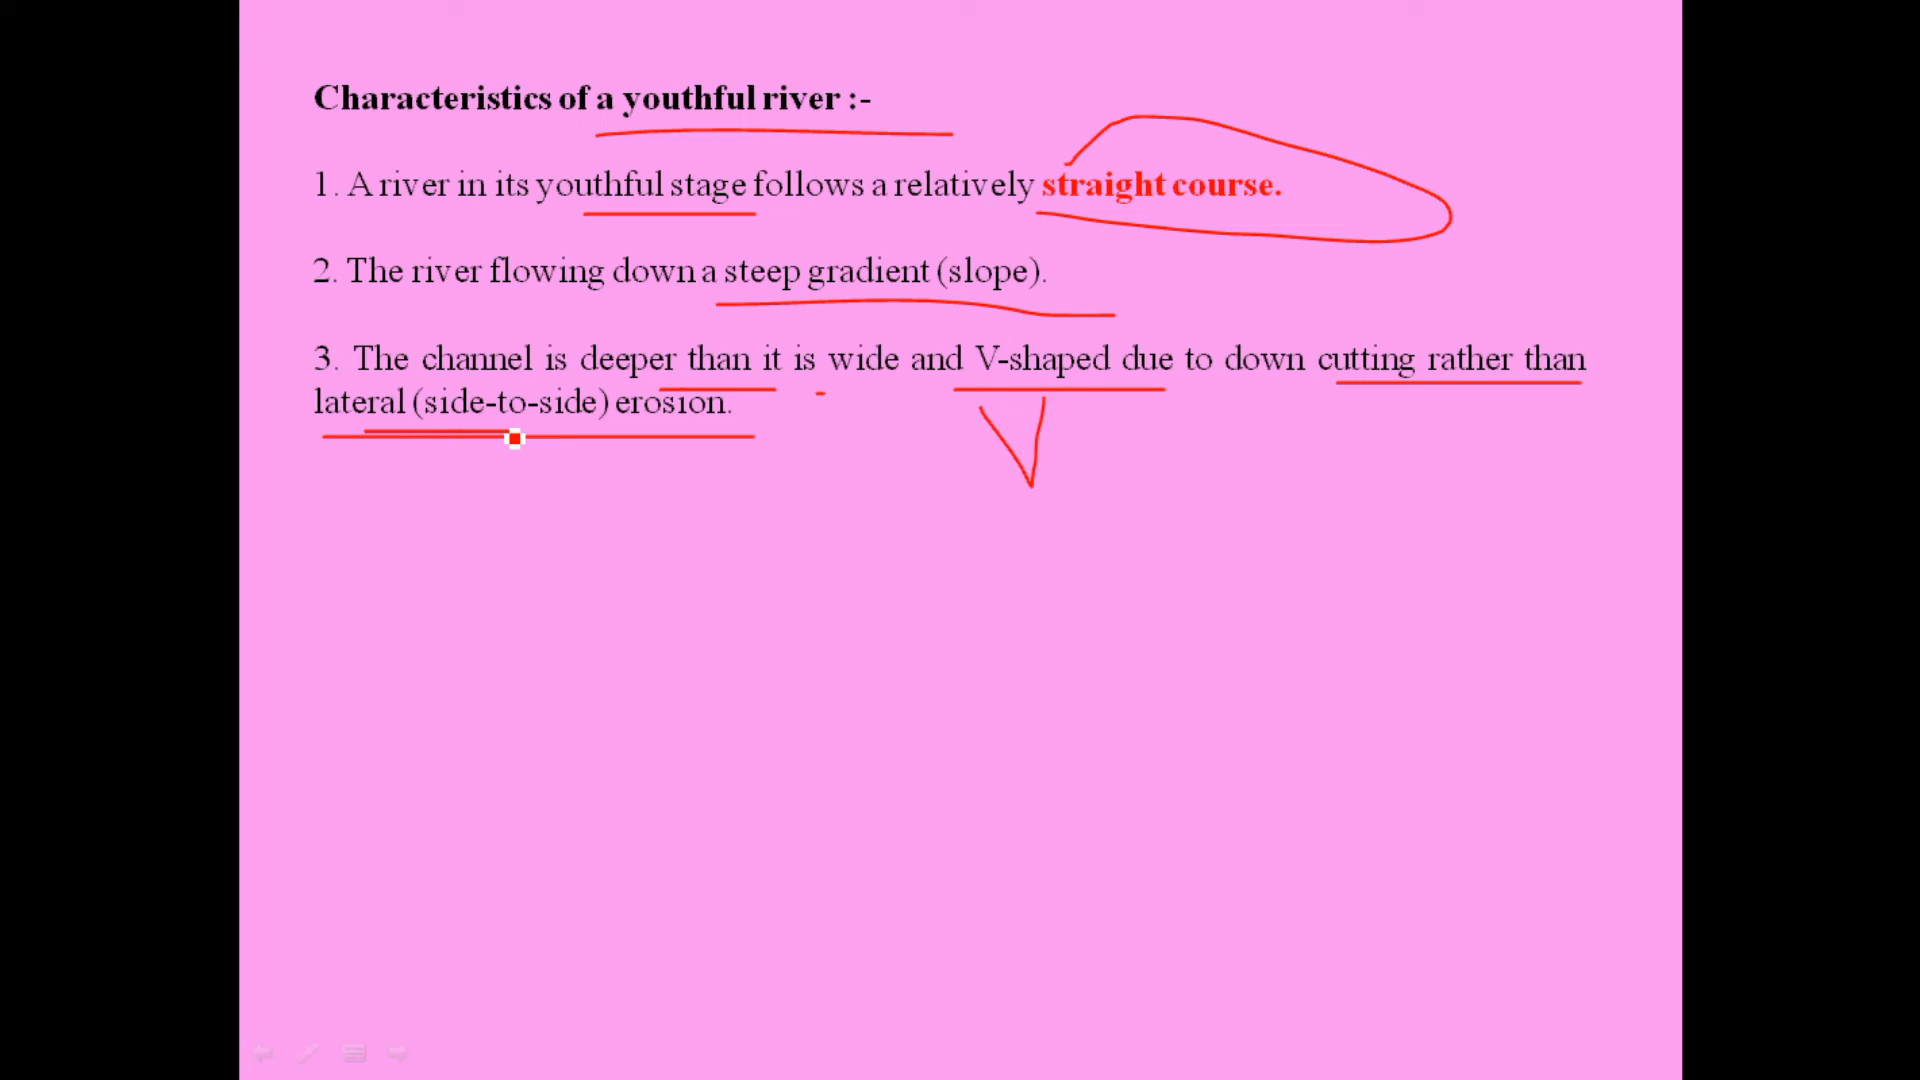 Characteristics of a youthful river :-
1. A river in its youthful stage follows a relatively straight course.
2. The river flowing down a steep gradient (slope).
3. The channel is deeper than it is wide and V-shaped due to down cutting rather than
lateral (side-to-side) erosion.